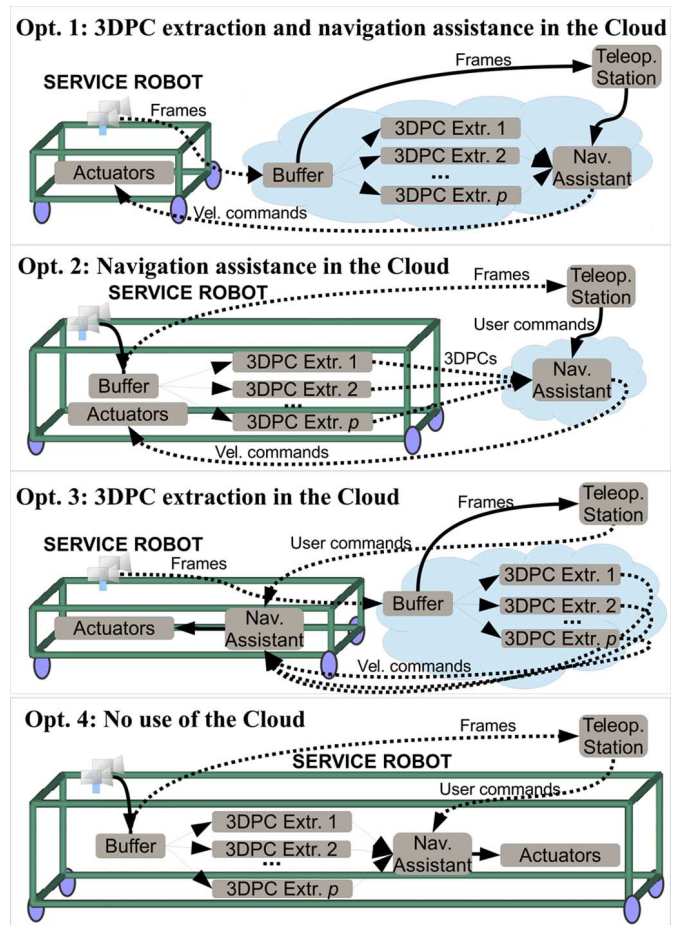 Opt. 1: 3DPC extraction and navigation assistance in the Cloud
Frames
Teleop.
Station
SERVICE ROBOT
Frames
3DPC Extr. 1
3DPC Extr. 2
...
3DPC Extr. p
Buffer
Nav.
Assistant
Actuators
Vel. commands
Opt. 2: Navigation assistance in the Cloud
Frames
Teleop.
Station
SERVICE ROBOT
User commands
3DPCs
3DPC Extr. 1
3DPC Extr. 2
...
3DPC Extr. p
Buffer
Nav.
Assistant
Actuators
Vel. commands
Opt. 3: 3DPC extraction in the Cloud
Frames
Teleop.
Station
User commands
SERVICE ROBOT
Frames
3DPC Extr. 1
3DPC Extr. 2
...
3DPC Extr. p
Buffer
Nav.
Assistant
Actuators
Vel. commands
Opt. 4: No use of the Cloud
Frames
Teleop.
Station
SERVICE ROBOT
User commands
3DPC Extr. 1
3DPC Extr. 2
...
3DPC Extr. p
Buffer
Nav.
Assistant
Actuators